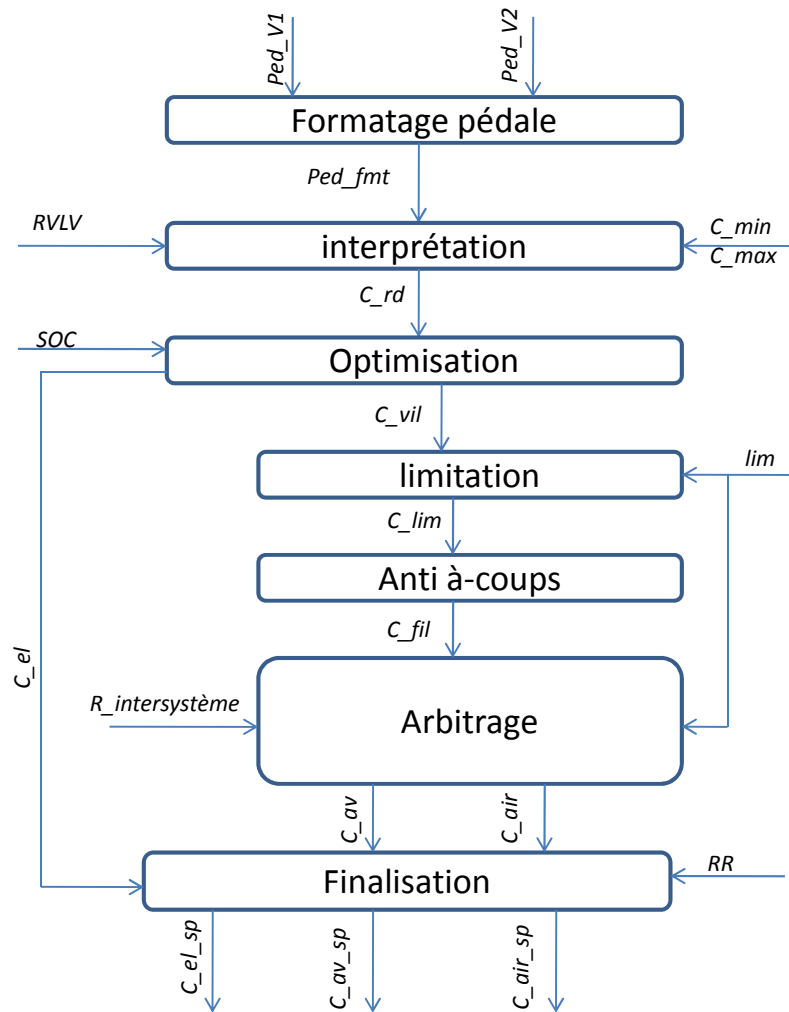 Ped_V1
Ped_V2
Formatage pédale
Ped_fmt
RVLV
interprétation
C_min
C_max
C_rd
SOC
Optimisation
C_vil
limitation
lim
C_lim
Anti à-coups
C_fil
C_el
R_intersystème
Arbitrage
C_av
C_air
Finalisation
RR
C_el_sp
C_av_sp
C_air_sp